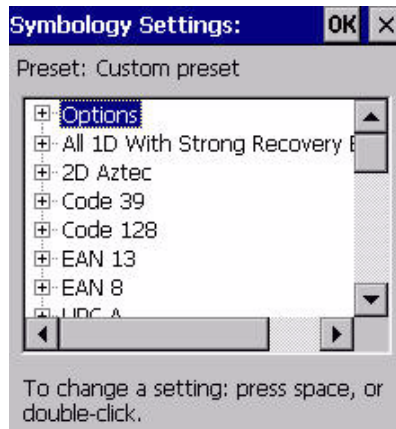 Symbology Settings: OK ×
Preset: Custom preset
Options
All 1D With Strong Recovery
2D Aztec
Code 39
Code 128
EAN 13
EAN 8
UPC A
To change a setting: press space, or
double-click.